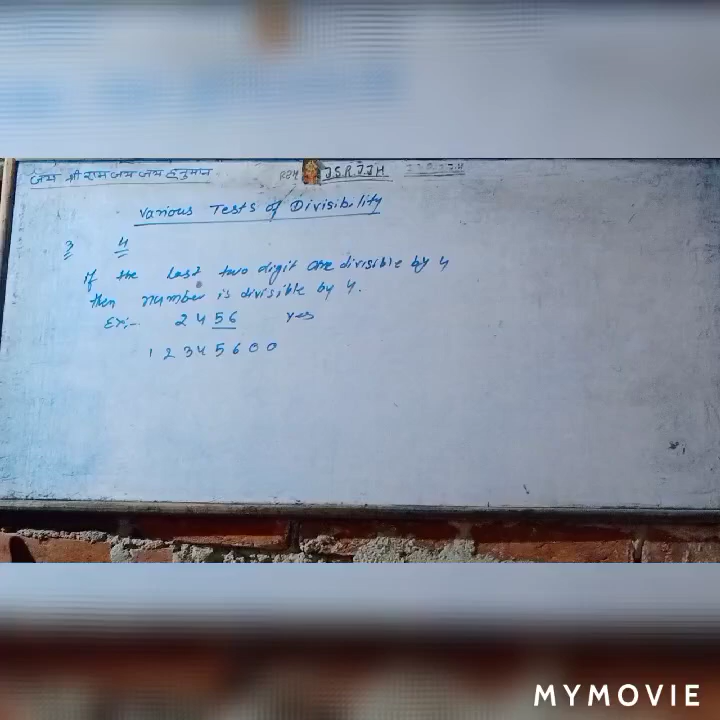 जय श्री राम जय जय हनुमान
J.S.R.J.J.H
Various Tests of Divisibility
3 4
if the last two digit are divisible by 4
then number is divisible by 4.
Ex:- 2456 yes
12345600
MYMOVIE